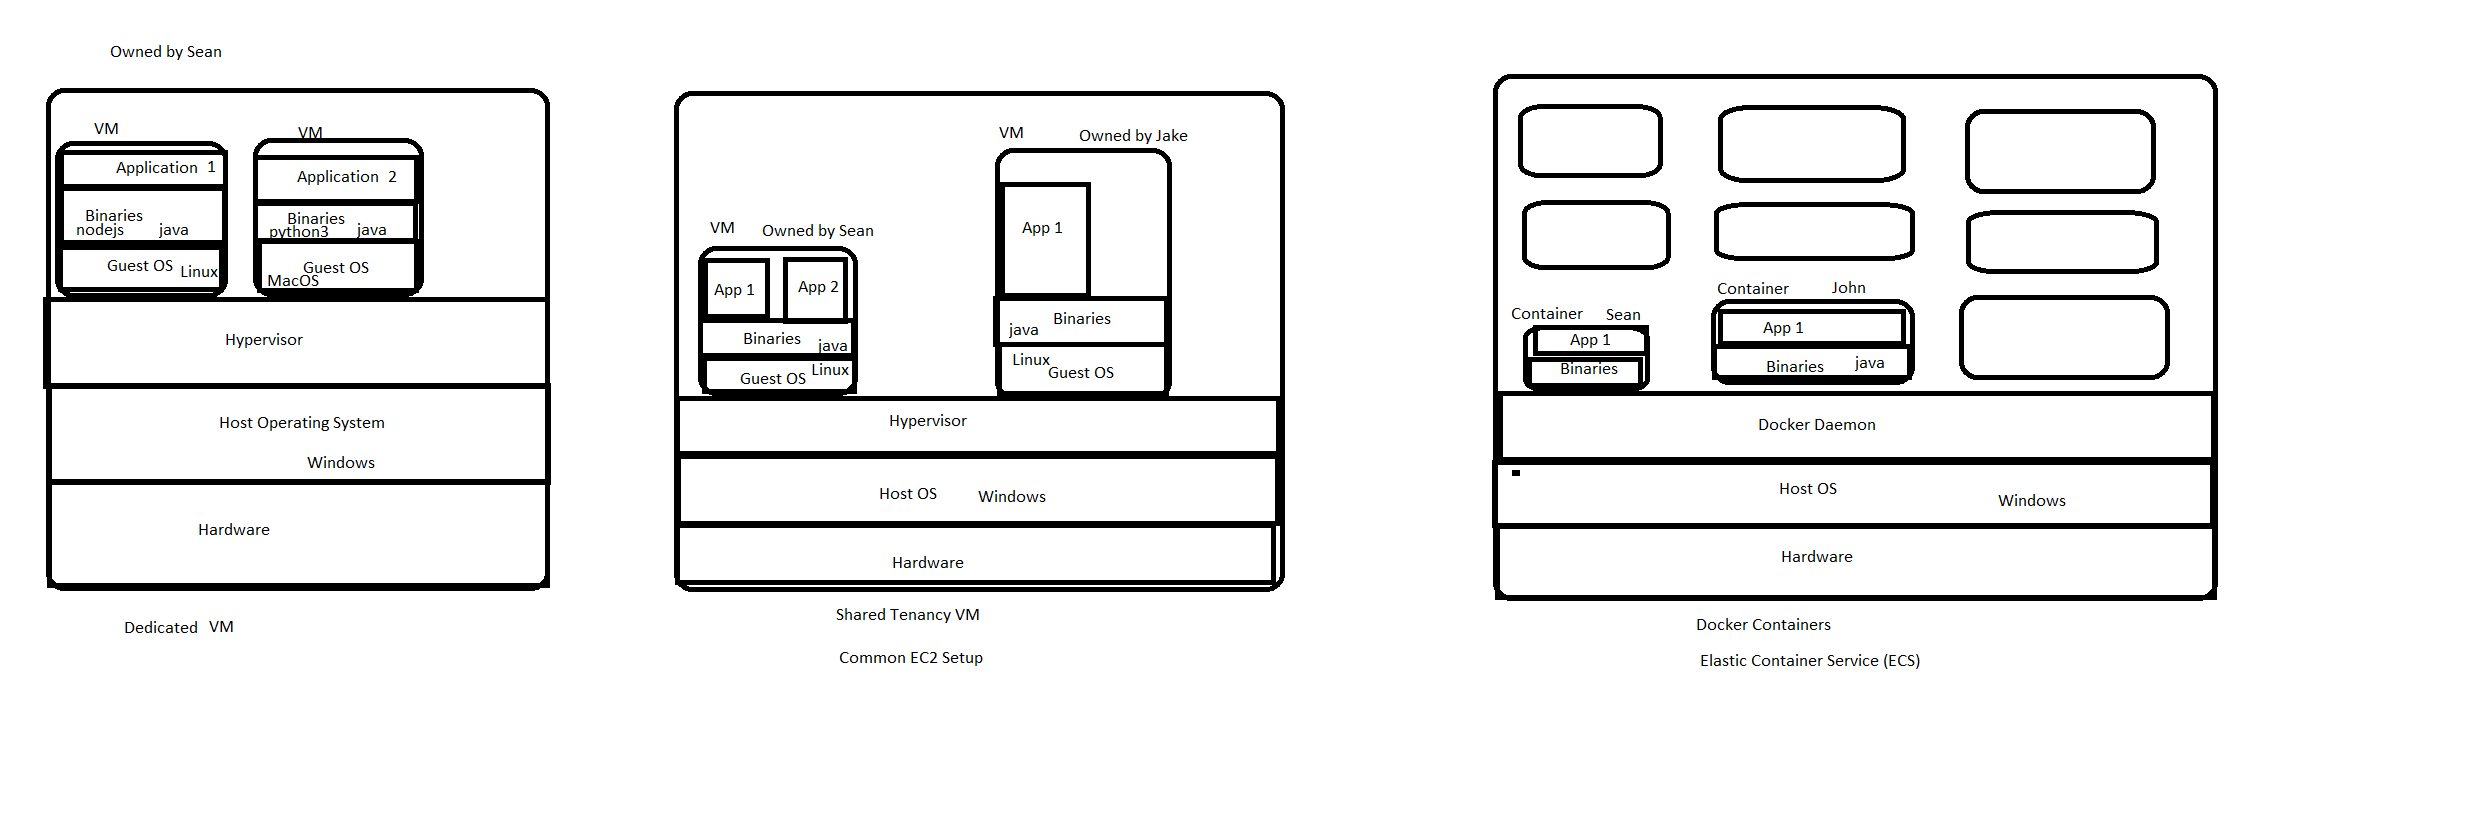 Owned by Sean
VM
VM
Application 1
Application 2
Binaries
nodejs java
Binaries
python3 java
Guest OS Linux
Guest OS
MacOS
Hypervisor
Host Operating System
Windows
Hardware
Dedicated VM
VM Owned by Jake
App 1
VM Owned by Sean
App 1
App 2
Binaries
java
Binaries
java
Linux
Guest OS
Linux
Guest OS
Hypervisor
Host OS Windows
Hardware
Shared Tenancy VM
Common EC2 Setup
Container John
App 1
Binaries java
Container Sean
App 1
Binaries
Docker Daemon
Host OS
Windows
Hardware
Docker Containers
Elastic Container Service (ECS)